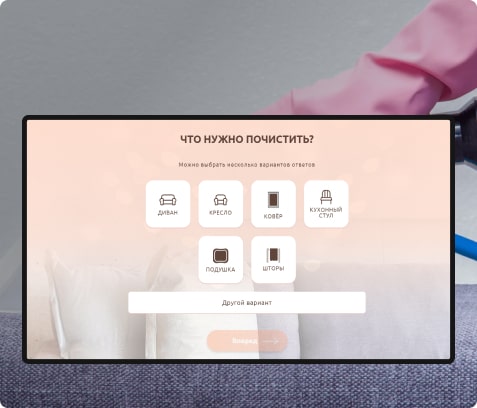 ЧТО НУЖНО ПОЧИСТИТЬ?
Можно выбрать несколько вариантов ответов
ДИВАН
КРЕСЛО
КОВЁР
КУХОННЫЙ
СТУЛ
ПОДУШКА
ШТОРЫ
Другой вариант
Вперед